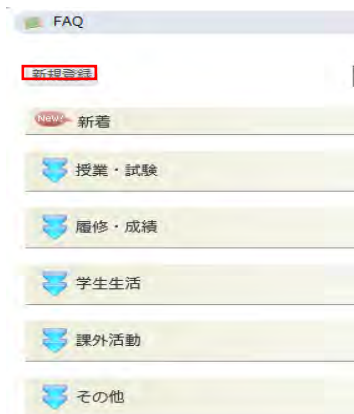 FAQ
新規登録
New! 新着
授業・試験
履修・成績
学生生活
課外活動
その他